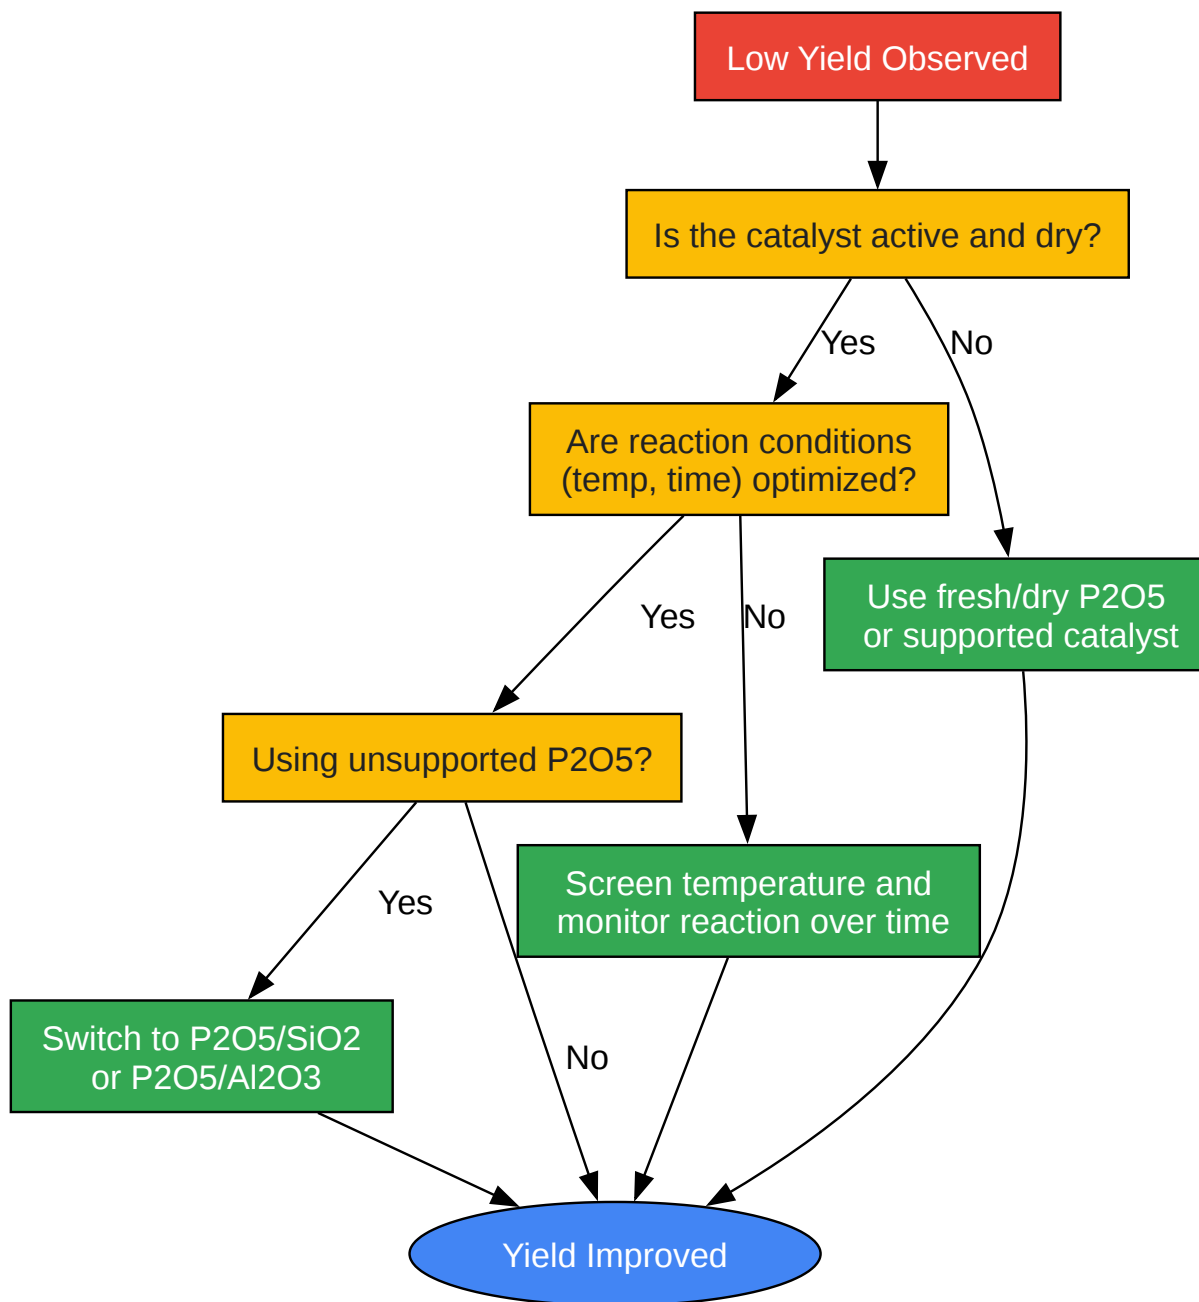 Low Yield Observed
Is the catalyst active and dry?
Yes
No
Are reaction conditions
(temp, time) optimized?
Use fresh/dry P2O5
or supported catalyst
Yes
No
Using unsupported P2O5?
Screen temperature and
monitor reaction over time
Yes
Switch to P2O5/SiO2
or P2O5/Al2O3
No
Yield Improved